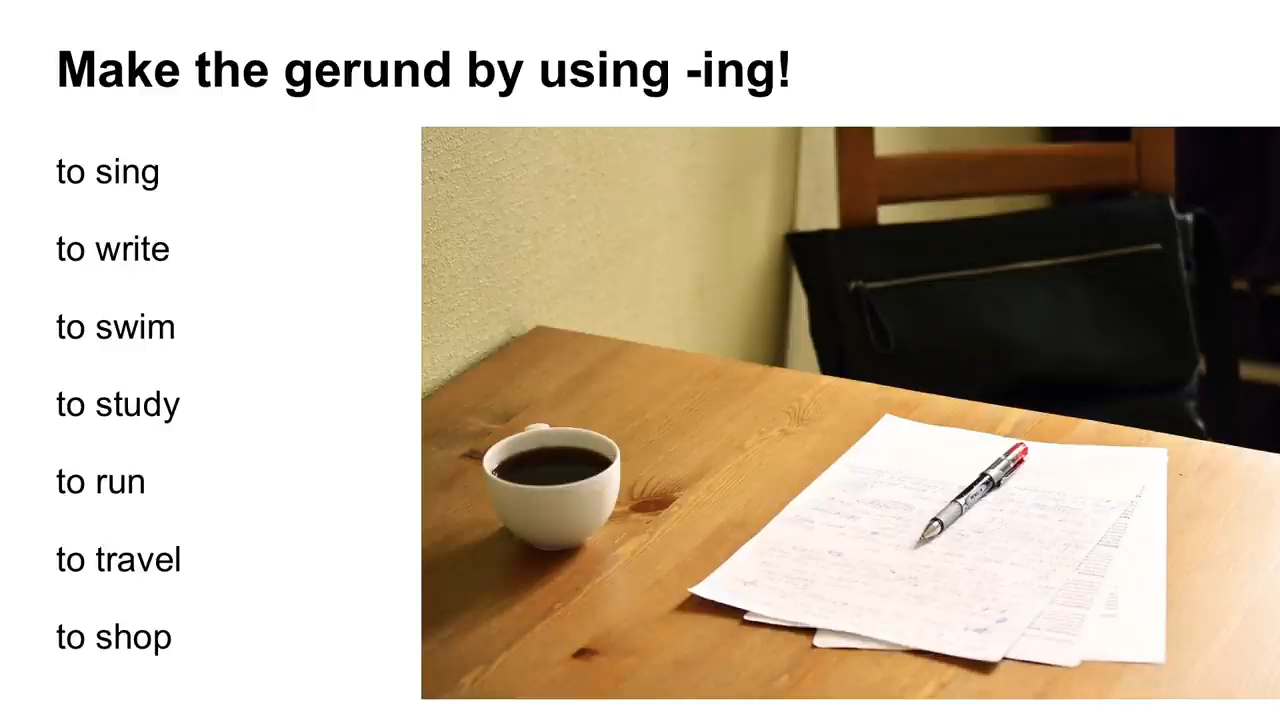 Make the gerund by using -ing!
to sing
to write
to swim
to study
to run
to travel
to shop